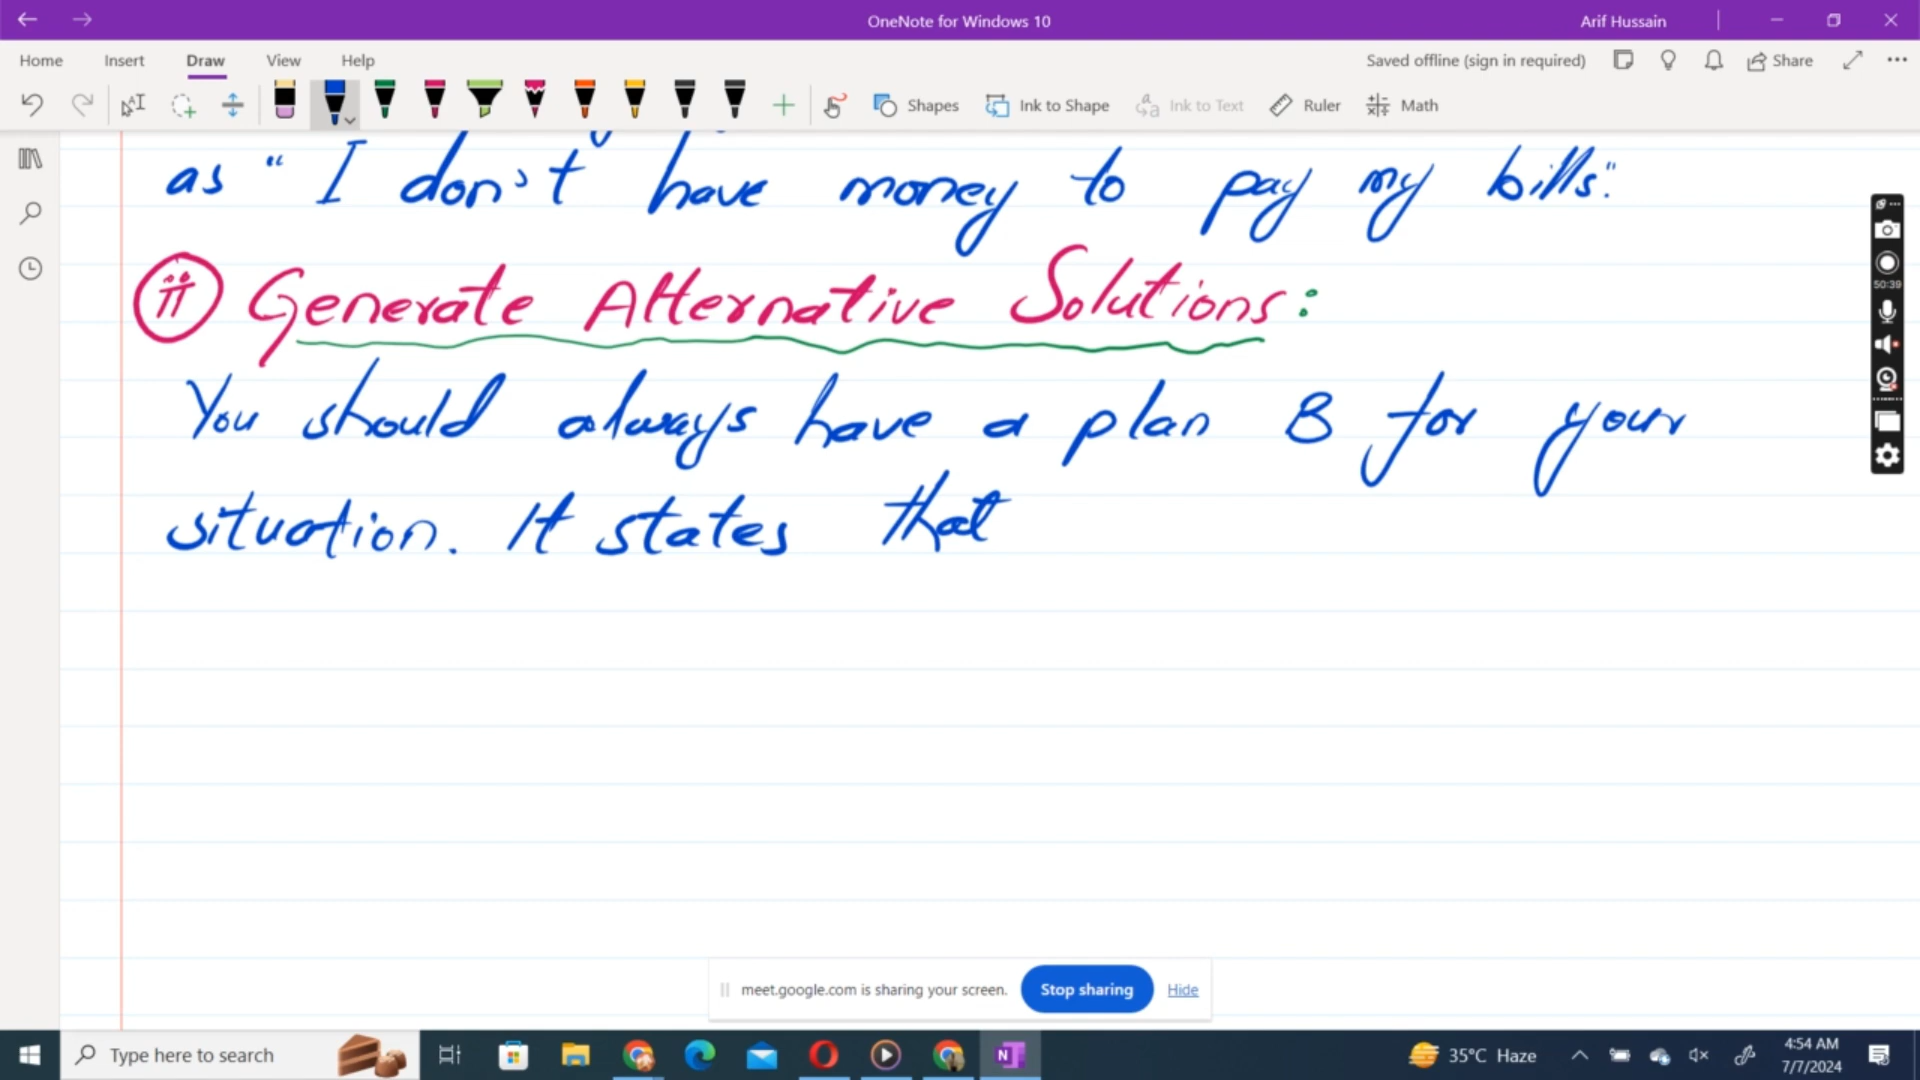 OneNote for Windows 10
Arif Hussain
Home Insert Draw View Help
Saved offline (sign in required)
Share
Shapes Ink to Shape Ink to Text Ruler Math
as "I don't have money to pay my bills."
50:39
ii Generate Alternative Solutions:
You should always have a plan B for your
situation. It states that
meet.google.com is sharing your screen. Stop sharing Hide
Type here to search
35°C Haze
4:54 AM
7/7/2024